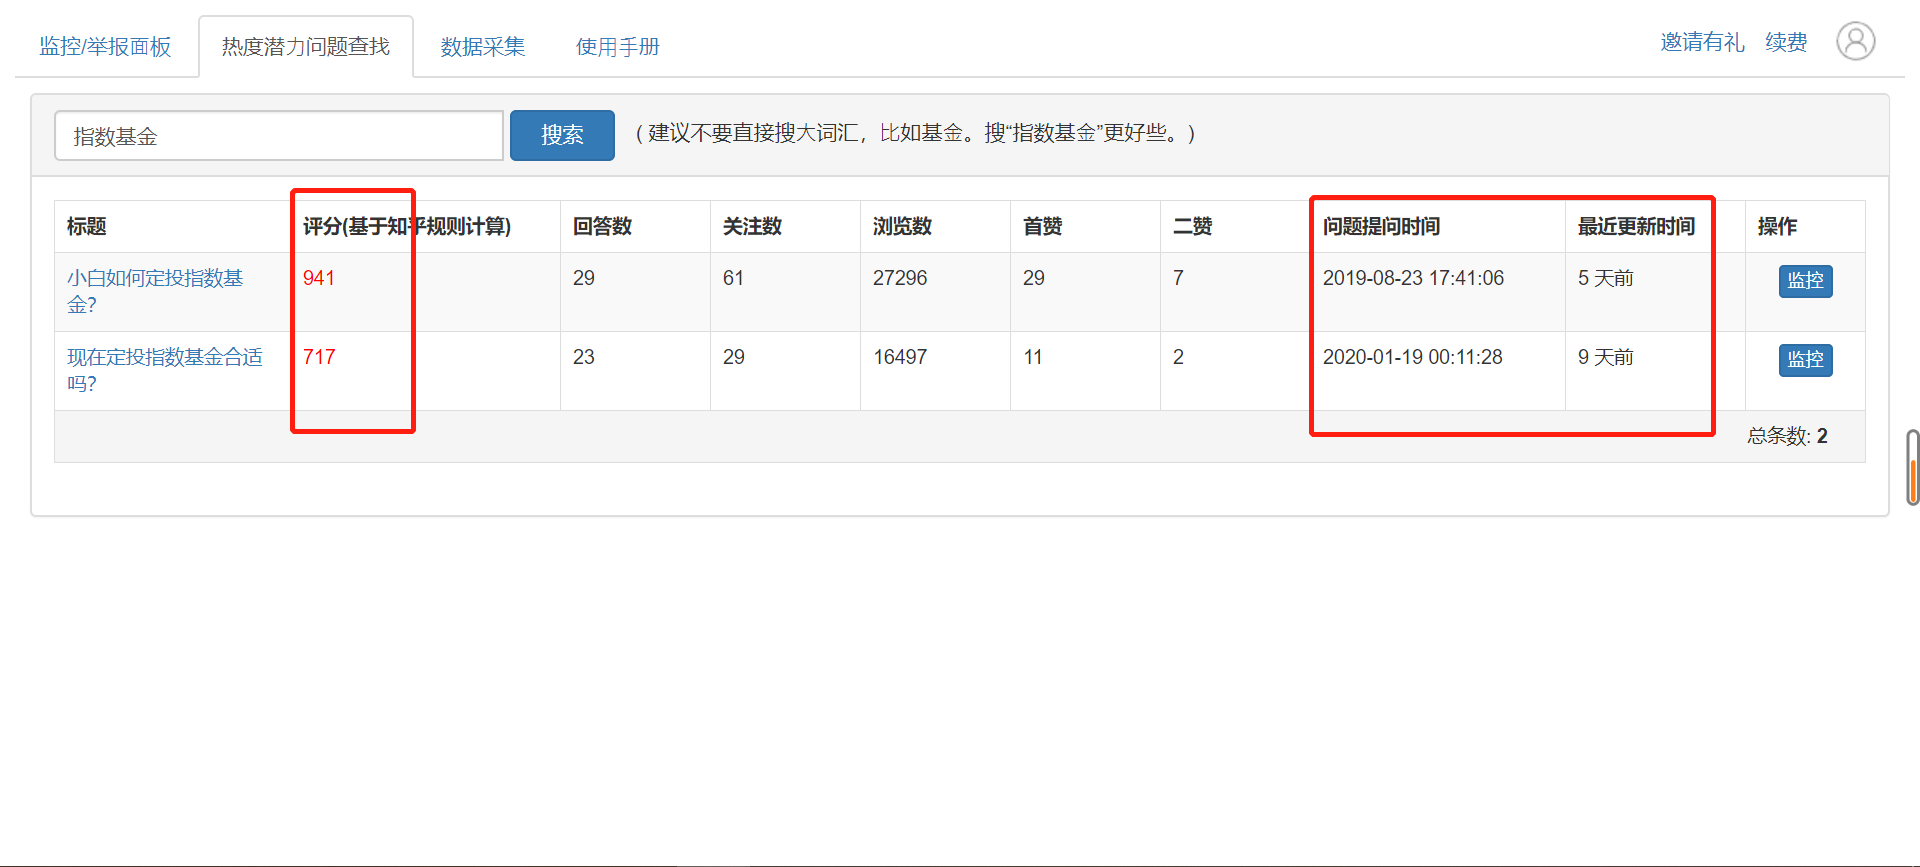 监控/举报面板 热度潜力问题查找 数据采集 使用手册 邀请有礼 续费
指数基金 搜索 （建议不要直接搜大词汇，比如基金。搜“指数基金”更好些。）
标题 评分(基于知乎规则计算) 回答数 关注数 浏览数 首赞 二赞 问题提问时间 最近更新时间 操作
小白如何定投指数基 941 29 61 27296 29 7 2019-08-23 17:41:06 5 天前 监控
金?
现在定投指数基金合适 717 23 29 16497 11 2 2020-01-19 00:11:28 9 天前 监控
吗?
总条数: 2